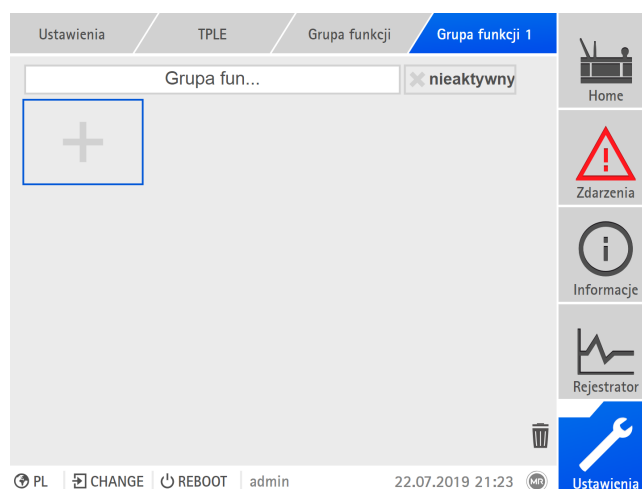 Ustawienia TPLE Grupa funkcji Grupa funkcji 1
Grupa fun... nieaktywny
Home
Zdarzenia
Informacje
Rejestrator
Ustawienia
PL CHANGE REBOOT admin 22.07.2019 21:23 MR